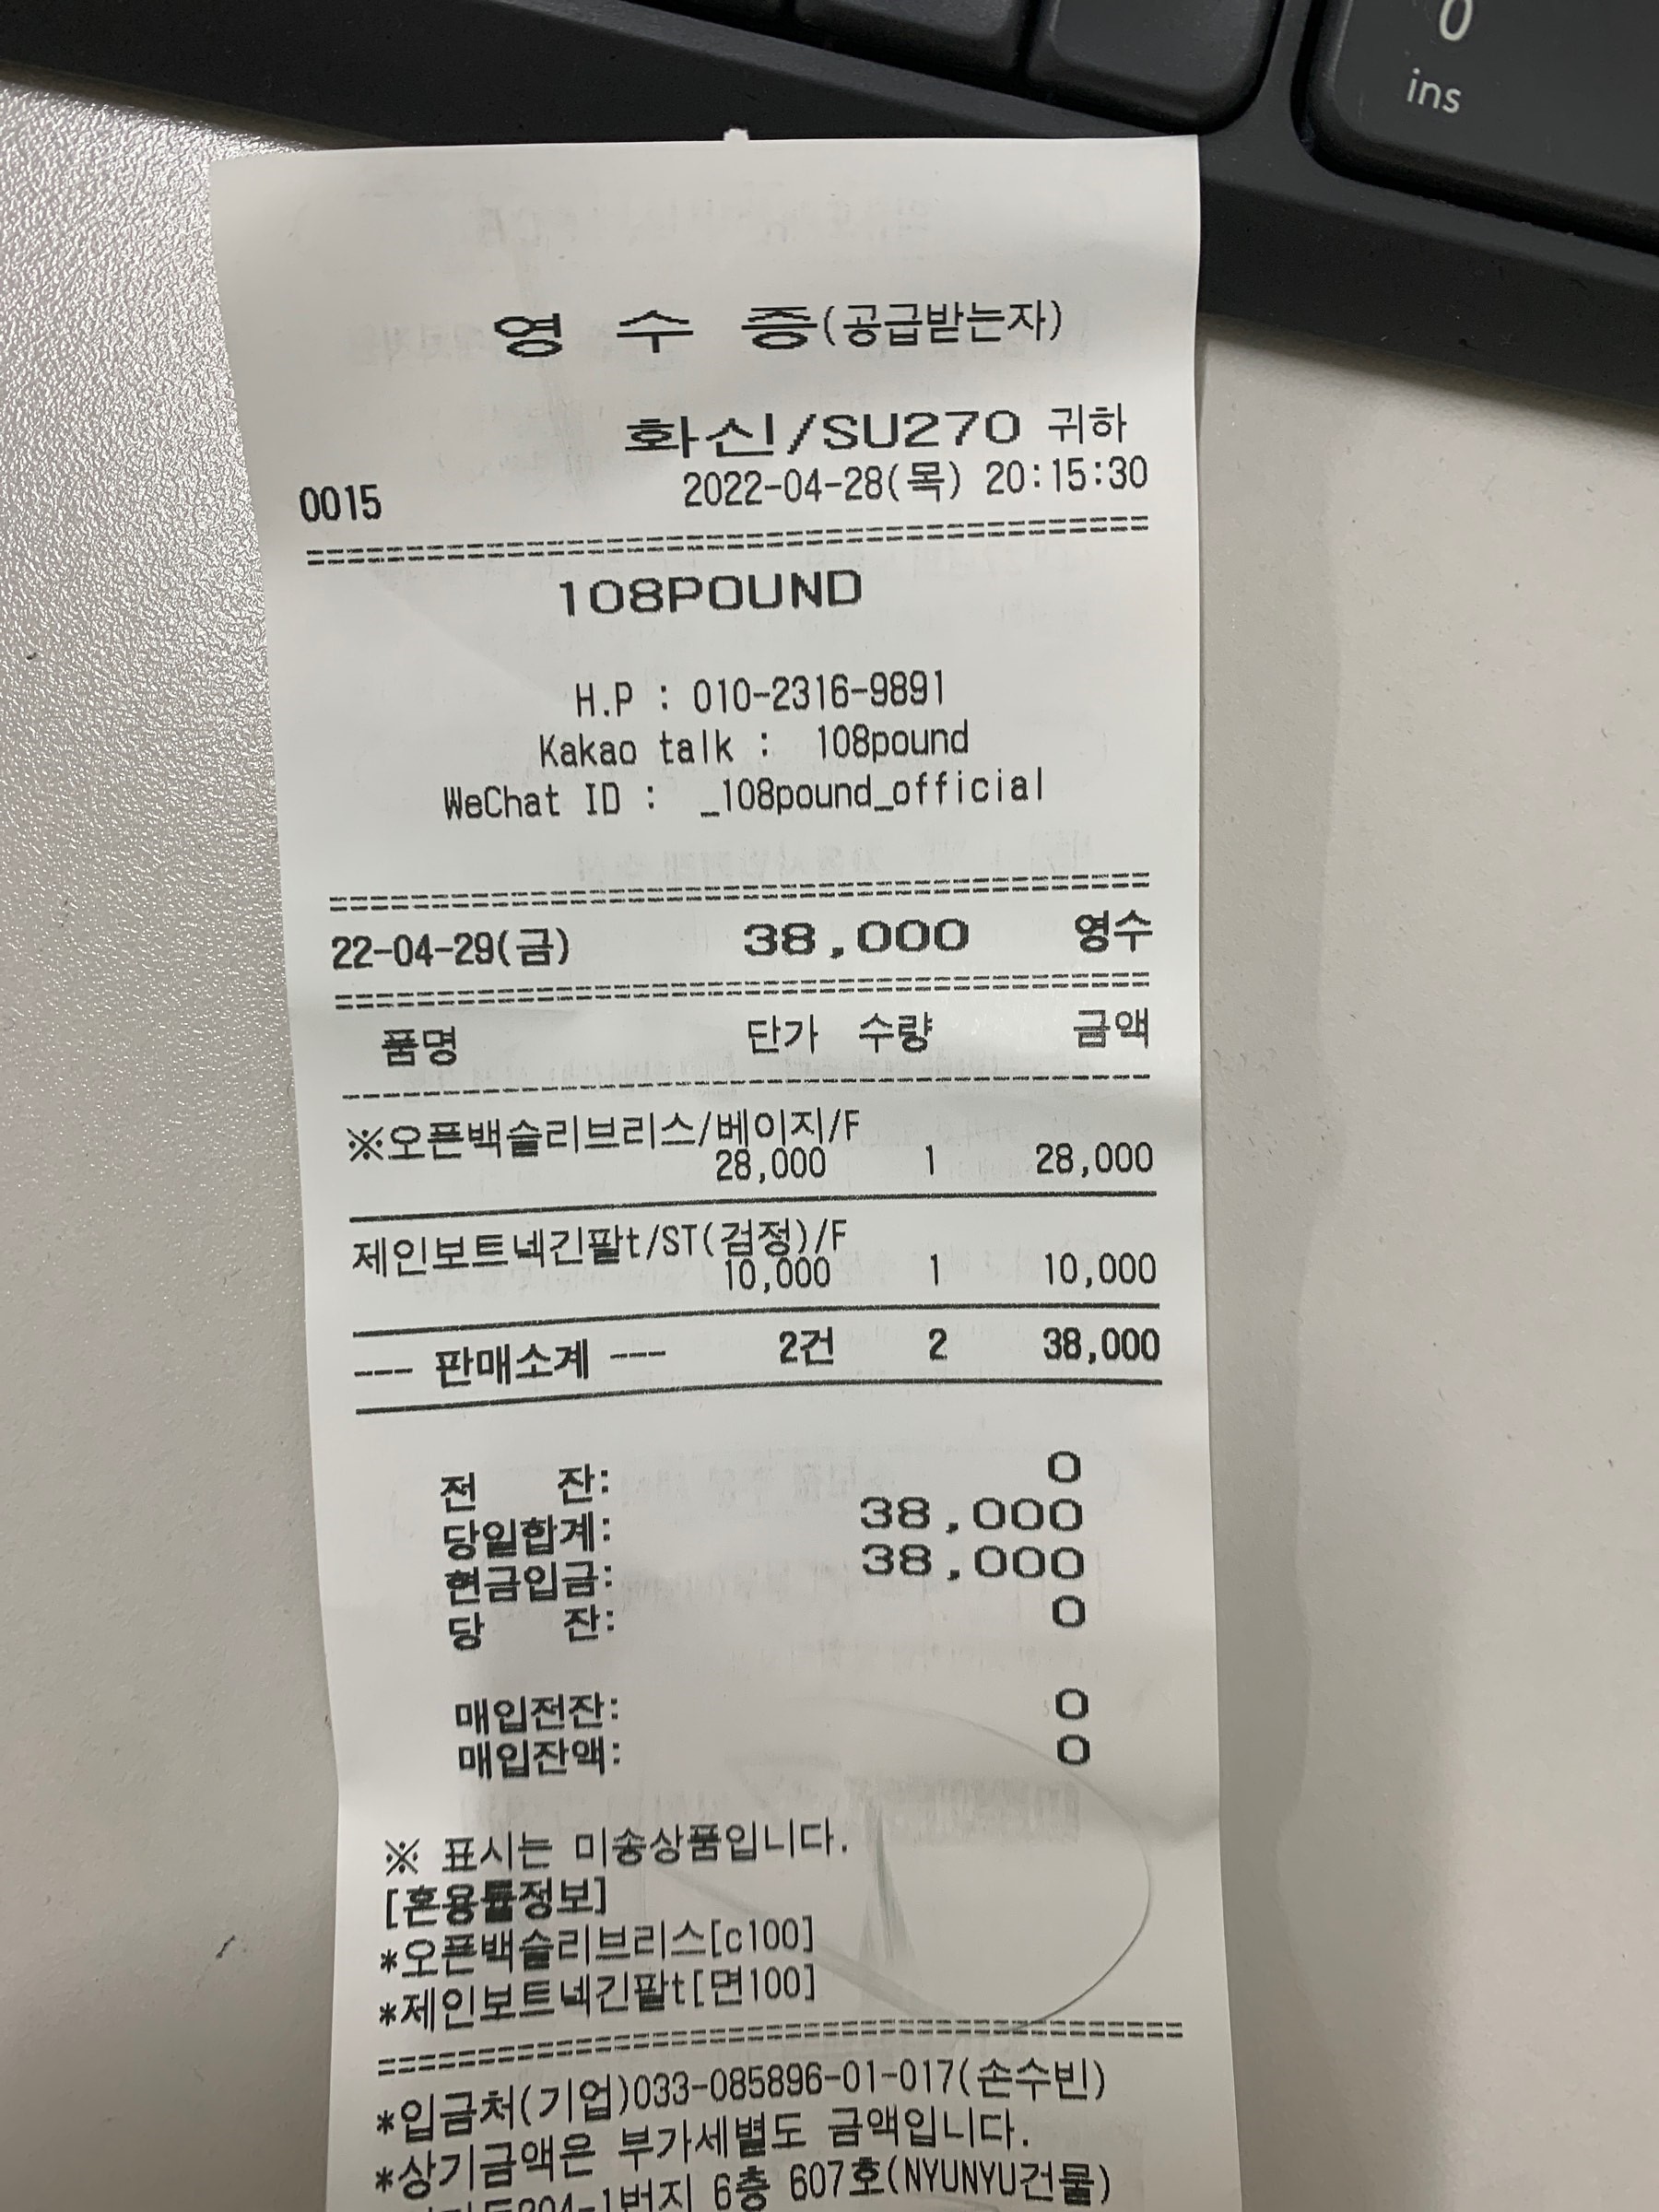 0
ins
영 수 증(공급받는자)
화신/SU270 귀하
0015 2022-04-28(목) 20:15:30
==========================================
108POUND
H.P : 010-2316-9891
Kakao talk : 108pound
WeChat ID : _108pound_official
==========================================
22-04-29(금) 38,000 영수
==========================================
품명 단가 수량 금액
------------------------------------------
※오픈백슬리브리스/베이지/F
28,000 1 28,000
제인보트넥긴팔t/ST(검정)/F
10,000 1 10,000
--- 판매소계 --- 2건 2 38,000
전 잔: 0
당일합계: 38,000
현금입금: 38,000
당 잔: 0
매입전잔: 0
매입잔액: 0
※ 표시는 미송상품입니다.
[혼용률정보]
*오픈백슬리브리스[c100]
*제인보트넥긴팔t[면100]
==========================================
*입금처(기업)033-085896-01-017(손수빈)
*상기금액은 부가세별도 금액입니다.
6층 607호(NYUNYU건물)